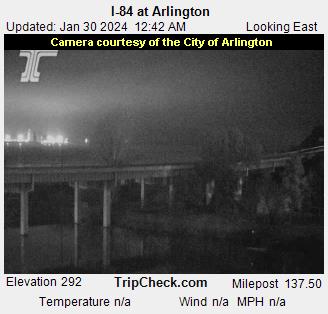 I-84 at Arlington
Updated: Jan 30 2024 12:42 AM Looking East
Camera courtesy of the City of Arlington
Elevation 292 TripCheck.com Milepost 137.50
Temperature n/a Wind n/a MPH n/a